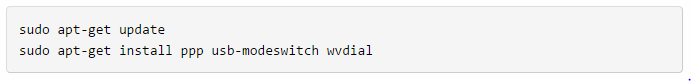 sudo apt-get update
sudo apt-get install ppp usb-modeswitch wvdial
.